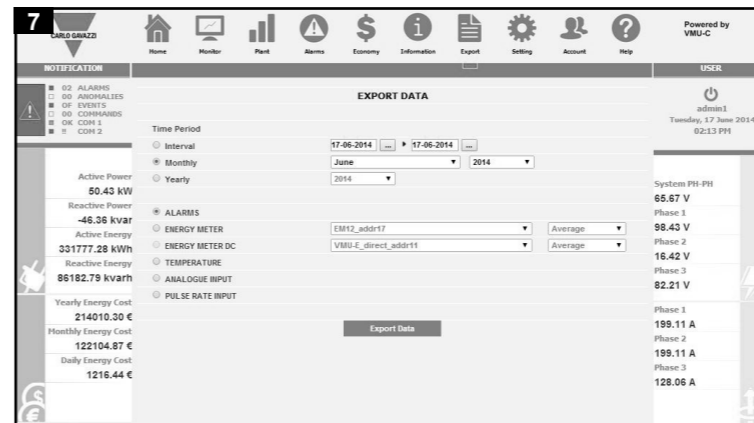 7
CARLO GAVAZZI
Home Monitor Plant Alarms Economy Information Export Setting Account Help
Powered by
VMU-C
NOTIFICATION
USER
02 ALARMS
00 ANOMALIES
OF EVENTS
00 COMMANDS
OK COM 1
!! COM 2
EXPORT DATA
admin1
Tuesday, 17 June 2014
02:13 PM
Time Period
Interval 17-06-2014 ... 17-06-2014 ...
Monthly June 2014
Yearly 2014
ALARMS
ENERGY METER EM12_addr17 Average
ENERGY METER DC VMU-E_direct_addr11 Average
TEMPERATURE
ANALOGUE INPUT
PULSE RATE INPUT
Export Data
Active Power
50.43 kW
Reactive Power
-46.36 kvar
Active Energy
331777.28 kWh
Reactive Energy
86182.79 kvarh
Yearly Energy Cost
214010.30 €
Monthly Energy Cost
122104.87 €
Daily Energy Cost
1216.44 €
System PH-PH
65.67 V
Phase 1
98.43 V
Phase 2
16.42 V
Phase 3
82.21 V
Phase 1
199.11 A
Phase 2
199.11 A
Phase 3
128.06 A